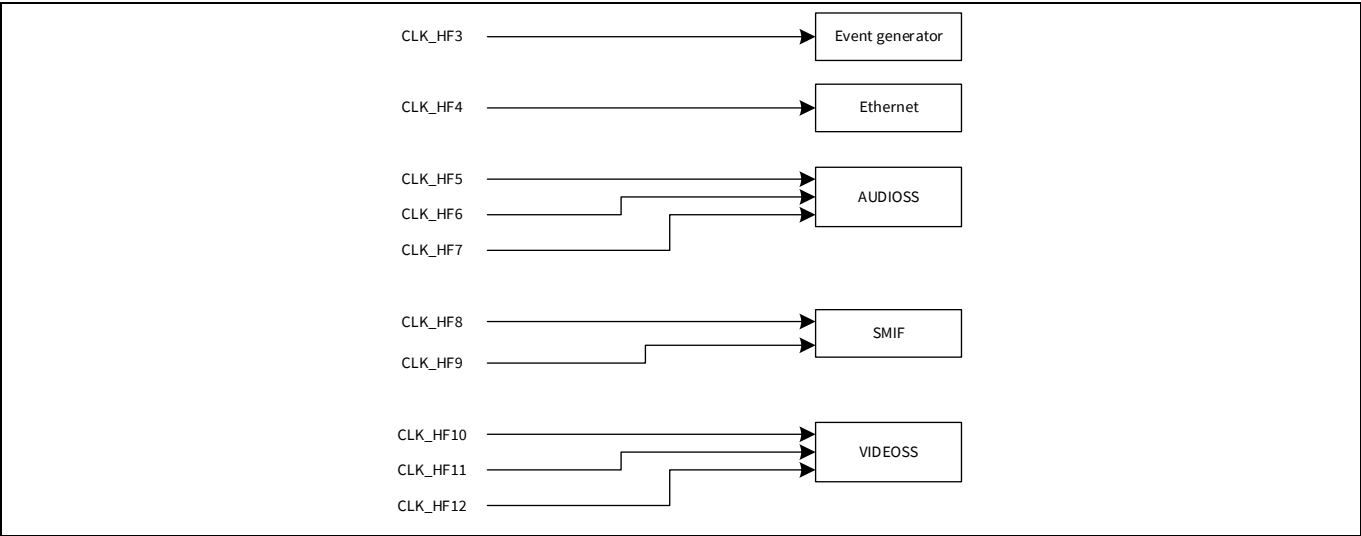 CLK_HF3
Event generator
CLK_HF4
Ethernet
CLK_HF5
CLK_HF6
CLK_HF7
AUDIOSS
CLK_HF8
CLK_HF9
SMIF
CLK_HF10
CLK_HF11
CLK_HF12
VIDEOSS